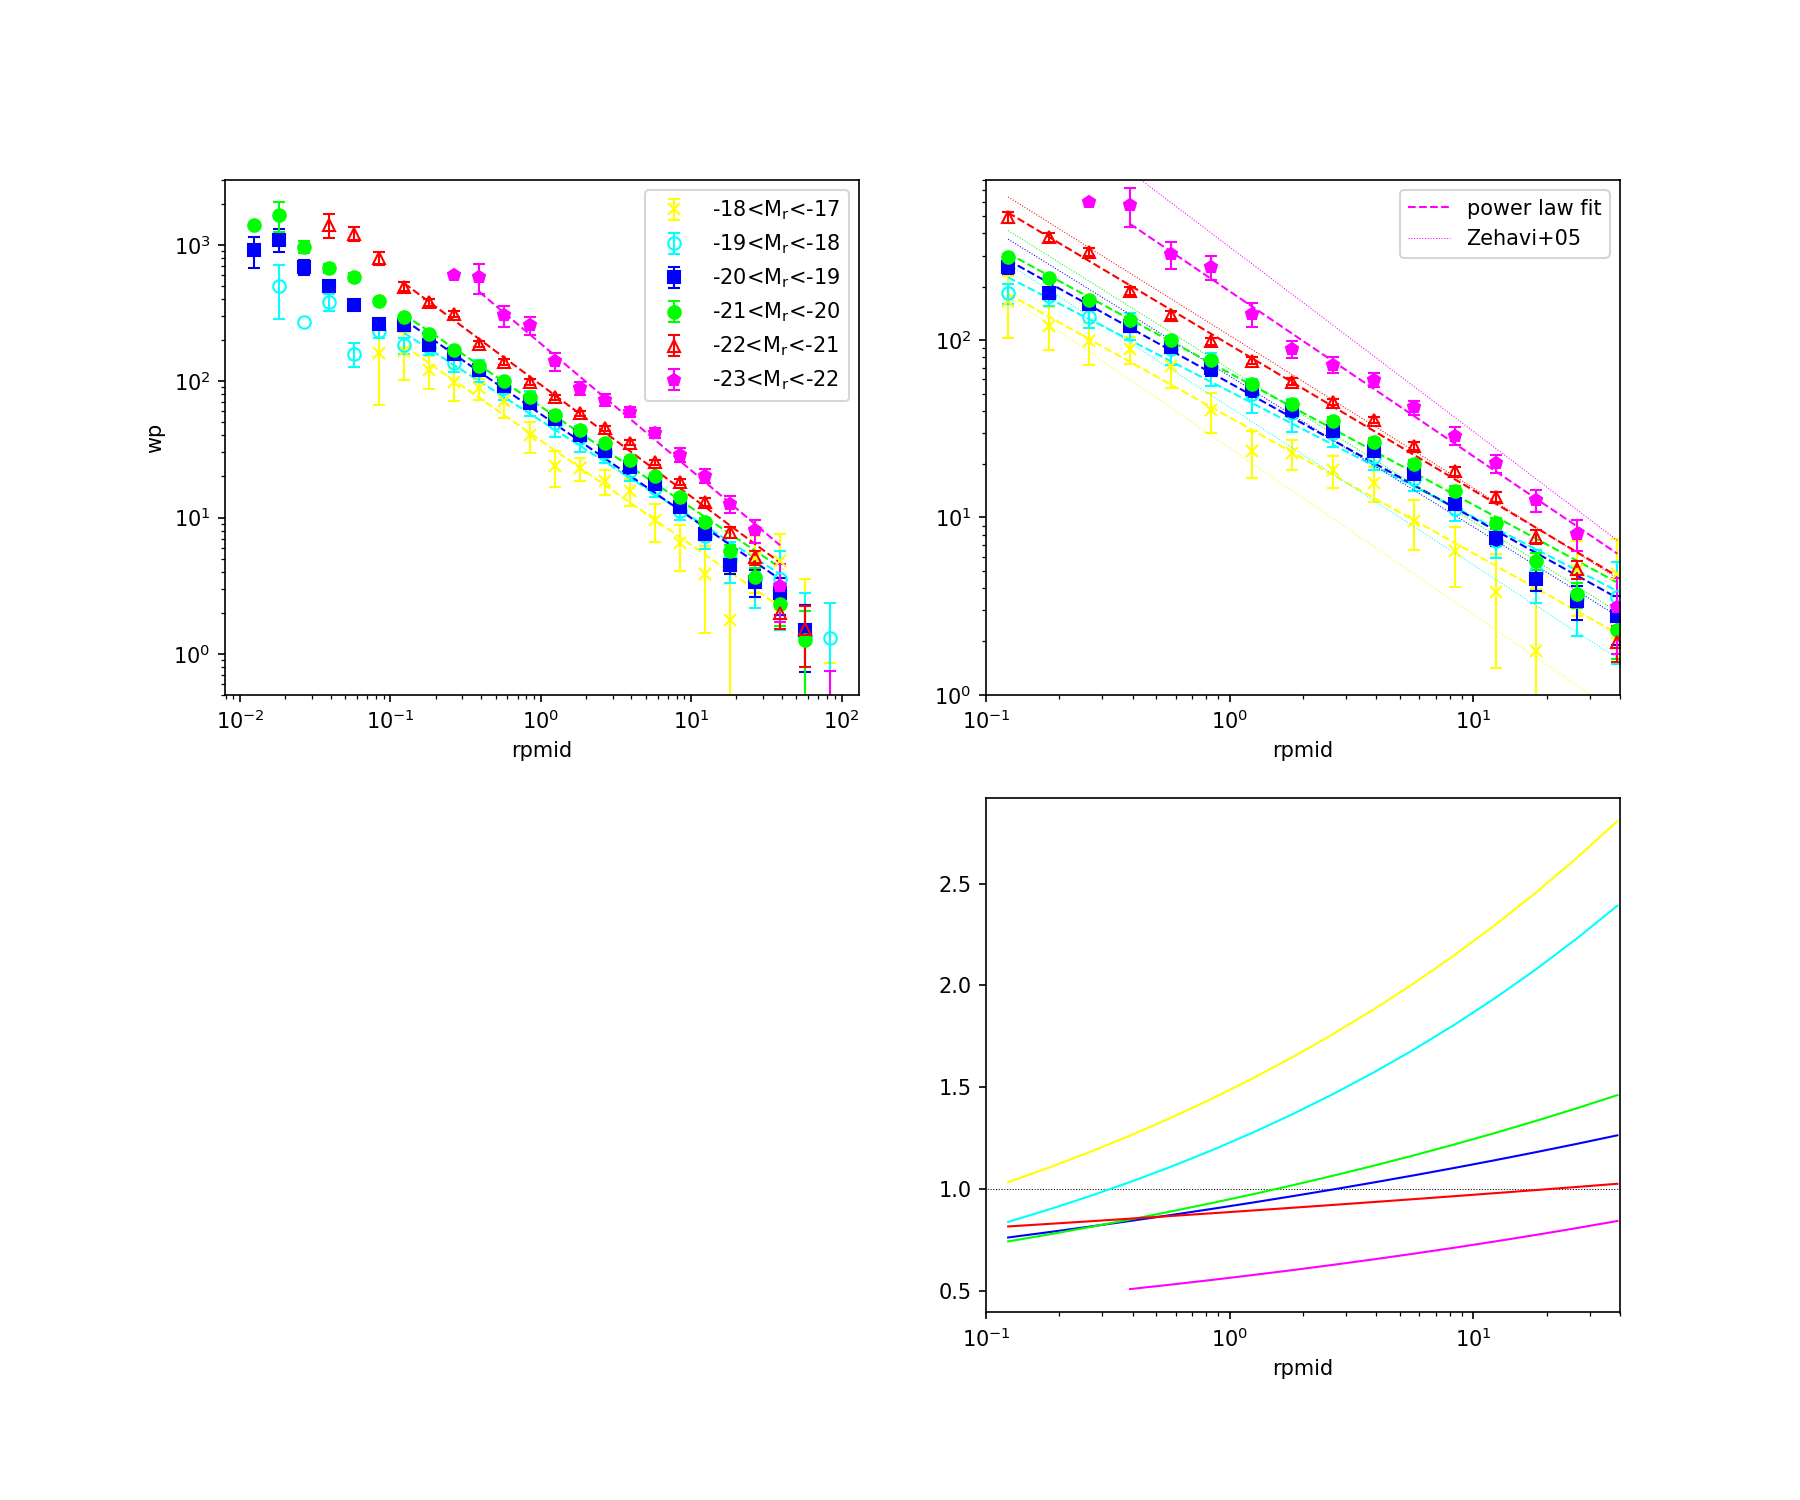 10³
10²
10¹
10⁰
wp
10⁻²
10⁻¹
10⁰
10¹
10²
rpmid
-18<Mᵣ<-17
-19<Mᵣ<-18
-20<Mᵣ<-19
-21<Mᵣ<-20
-22<Mᵣ<-21
-23<Mᵣ<-22
10²
10¹
10⁰
10⁻¹
10⁰
10¹
rpmid
power law fit
Zehavi+05
2.5
2.0
1.5
1.0
0.5
10⁻¹
10⁰
10¹
rpmid